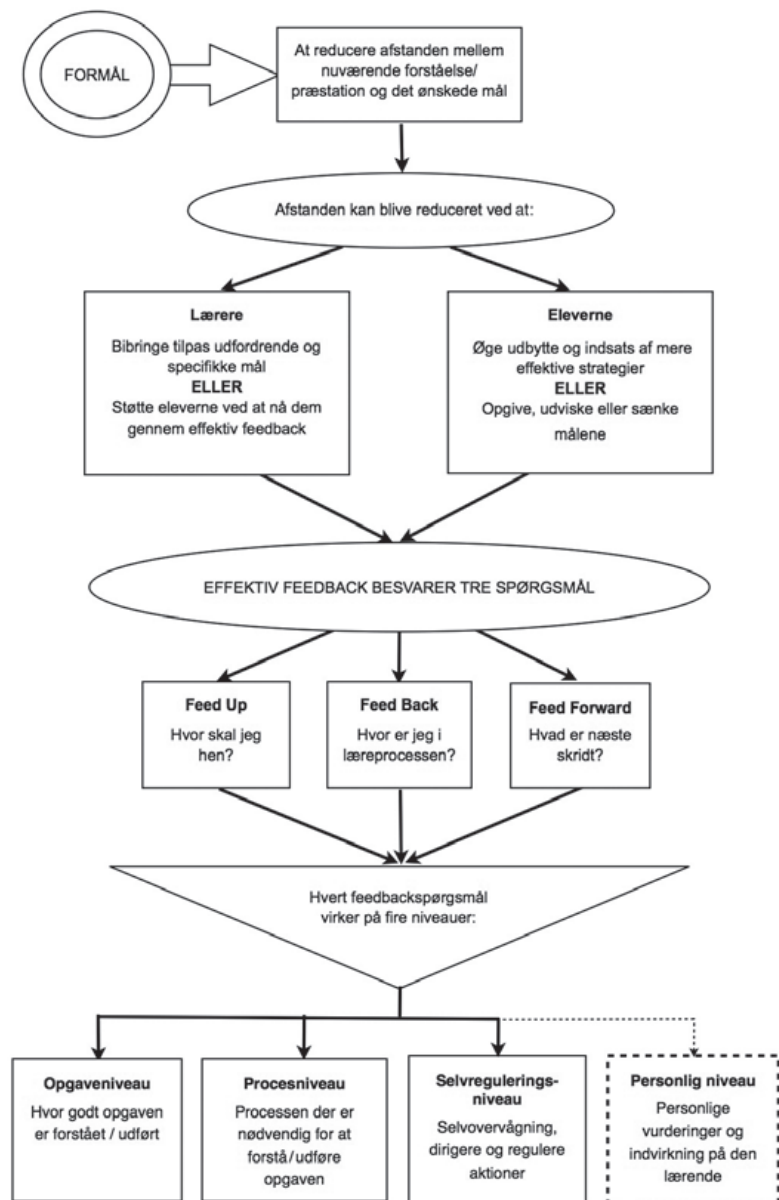 FORMÅL
At reducere afstanden mellem
nuværende forståelse/
præstation og det ønskede mål
Afstanden kan blive reduceret ved at:
Lærere
Bibringe tilpas udfordrende og
specifikke mål
ELLER
Støtte eleverne ved at nå dem
gennem effektiv feedback
Eleverne
Øge udbytte og indsats af mere
effektive strategier
ELLER
Opgive, udviske eller sænke
målene
EFFEKTIV FEEDBACK BESVARER TRE SPØRGSMÅL
Feed Up
Hvor skal jeg
hen?
Feed Back
Hvor er jeg i
læreprocessen?
Feed Forward
Hvad er næste
skridt?
Hvert feedbackspørgsmål
virker på fire niveauer:
Opgaveniveau
Hvor godt opgaven
er forstået / udført
Procesniveau
Processen der er
nødvendig for at
forstå/udføre
opgaven
Selvregulerings-
niveau
Selvovervågning,
dirigere og regulere
aktioner
Personlig niveau
Personlige
vurderinger og
indvirkning på den
lærende